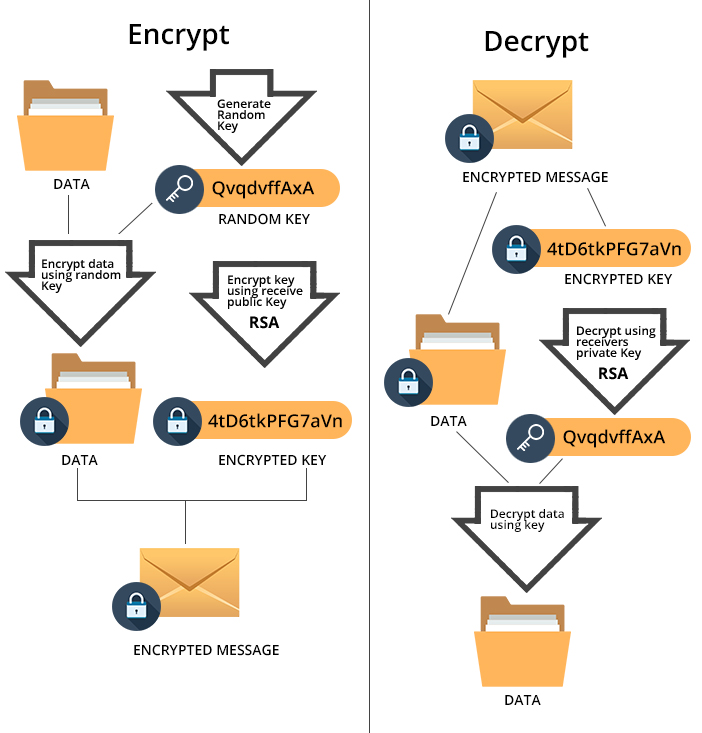 Encrypt
Generate
Random
Key
DATA
QvqdvffAxA
RANDOM KEY
Encrypt data
using random
Key
Encrypt key
using receive
public Key
RSA
4tD6tkPFG7aVn
DATA
ENCRYPTED KEY
ENCRYPTED MESSAGE
Decrypt
ENCRYPTED MESSAGE
4tD6tkPFG7aVn
ENCRYPTED KEY
Decrypt using
receivers
private Key
RSA
DATA
QvqdvffAxA
Decrypt data
using key
DATA